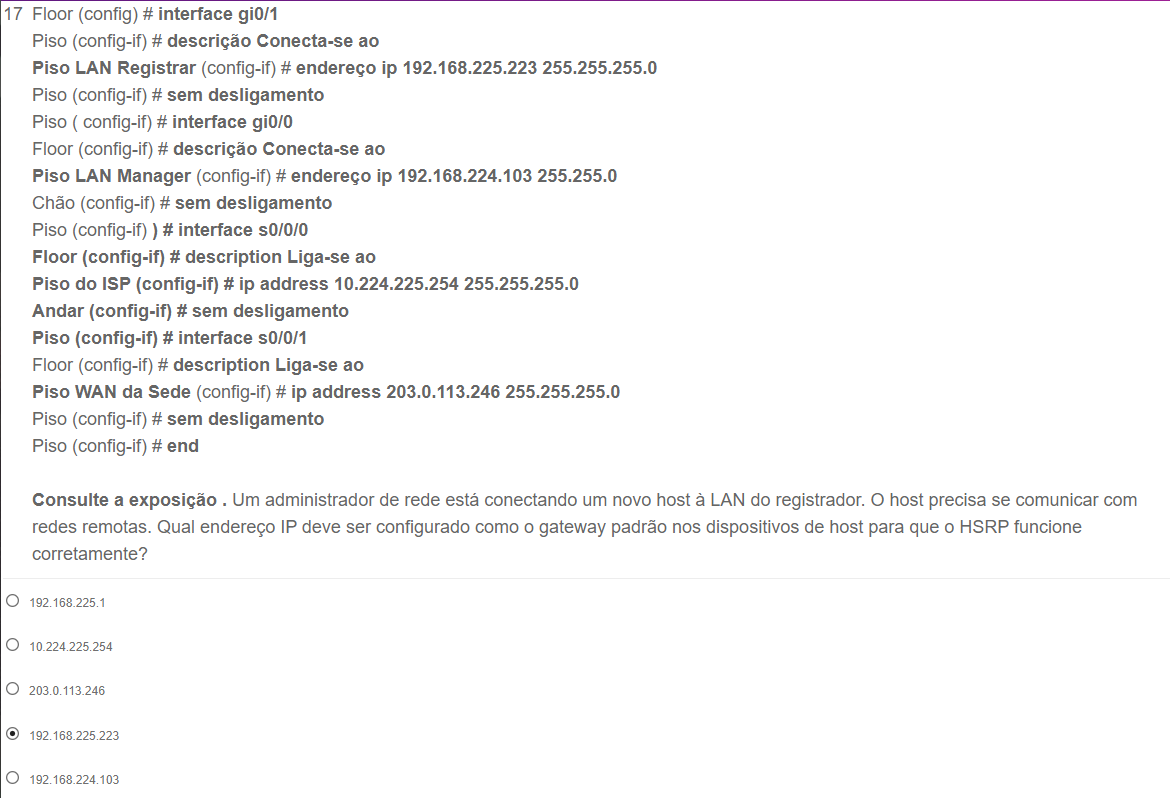 17 Floor (config) # interface gi0/1
Piso (config-if) # descrição Conecta-se ao
Piso LAN Registrar (config-if) # endereço ip 192.168.225.223 255.255.255.0
Piso (config-if) # sem desligamento
Piso ( config-if) # interface gi0/0
Floor (config-if) # descrição Conecta-se ao
Piso LAN Manager (config-if) # endereço ip 192.168.224.103 255.255.0
Chão (config-if) # sem desligamento
Piso (config-if) ) # interface s0/0/0
Floor (config-if) # description Liga-se ao
Piso do ISP (config-if) # ip address 10.224.225.254 255.255.255.0
Andar (config-if) # sem desligamento
Piso (config-if) # interface s0/0/1
Floor (config-if) # description Liga-se ao
Piso WAN da Sede (config-if) # ip address 203.0.113.246 255.255.255.0
Piso (config-if) # sem desligamento
Piso (config-if) # end
Consulte a exposição . Um administrador de rede está conectando um novo host à LAN do registrador. O host precisa se comunicar com
redes remotas. Qual endereço IP deve ser configurado como o gateway padrão nos dispositivos de host para que o HSRP funcione
corretamente?
192.168.225.1
10.224.225.254
203.0.113.246
192.168.225.223
192.168.224.103